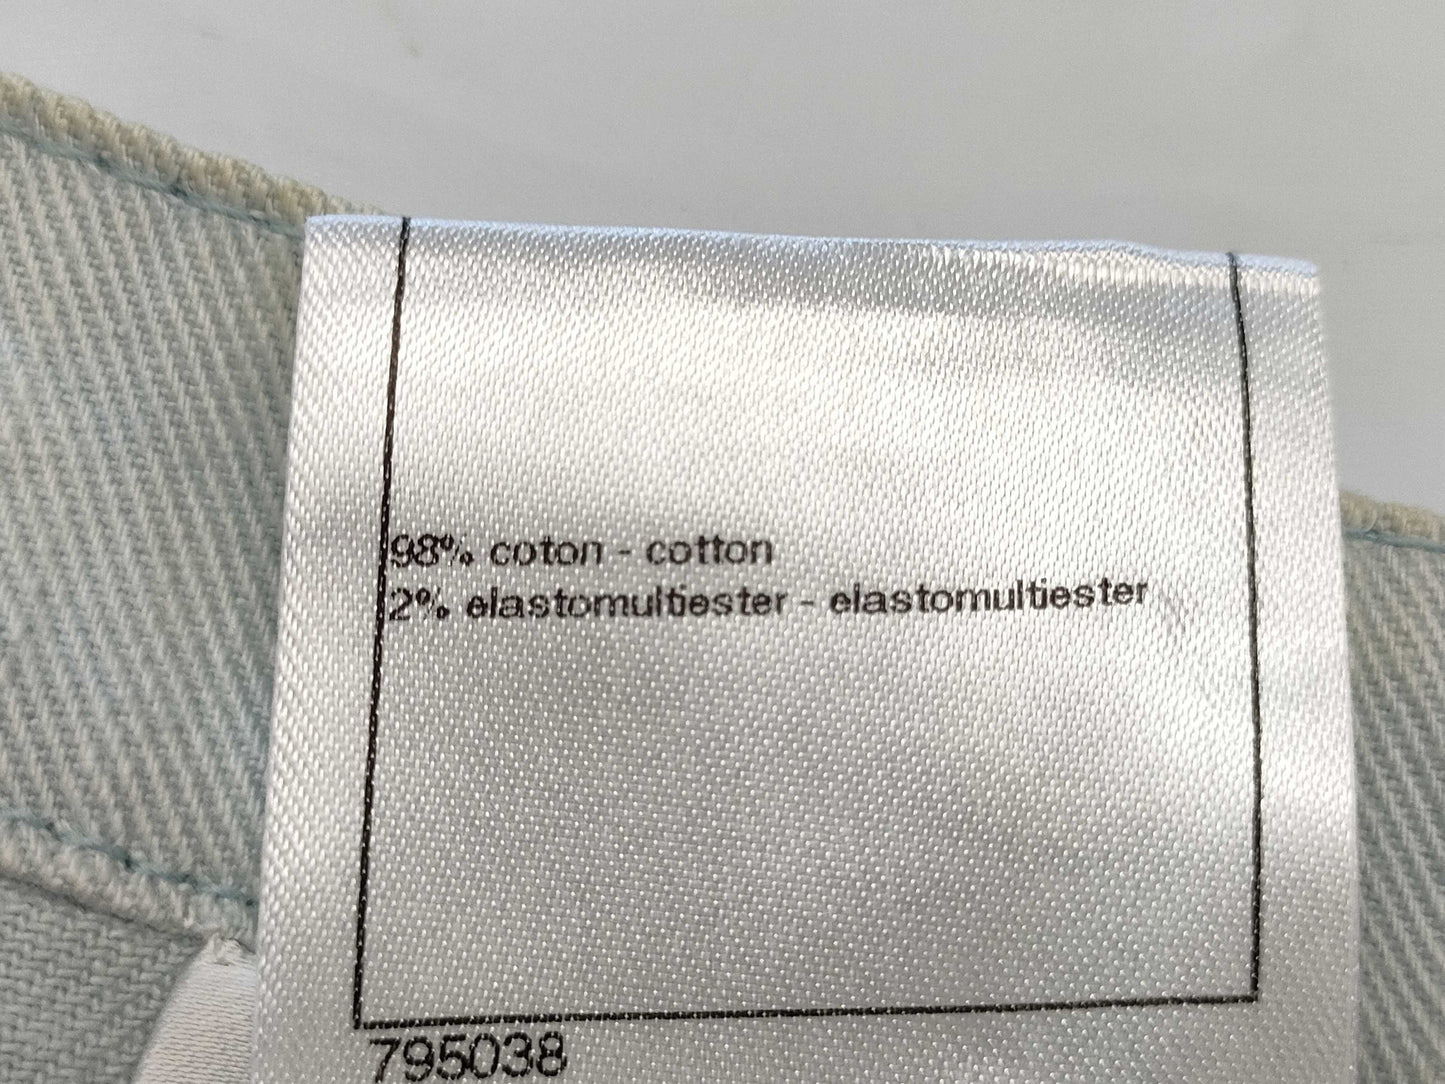 98% coton - cotton
2% elastomultiester - elastomultiester
795038